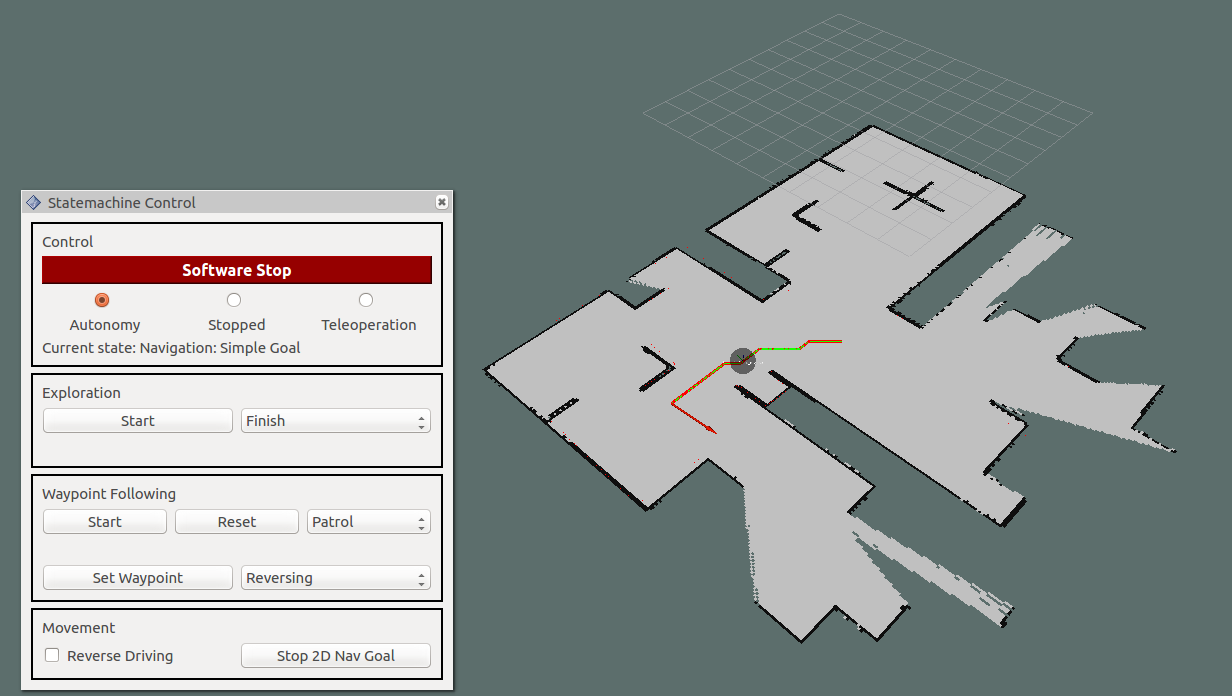 Statemachine Control
Control
Software Stop
Autonomy Stopped Teleoperation
Current state: Navigation: Simple Goal
Exploration
Start Finish
Waypoint Following
Start Reset Patrol
Set Waypoint Reversing
Movement
Reverse Driving Stop 2D Nav Goal